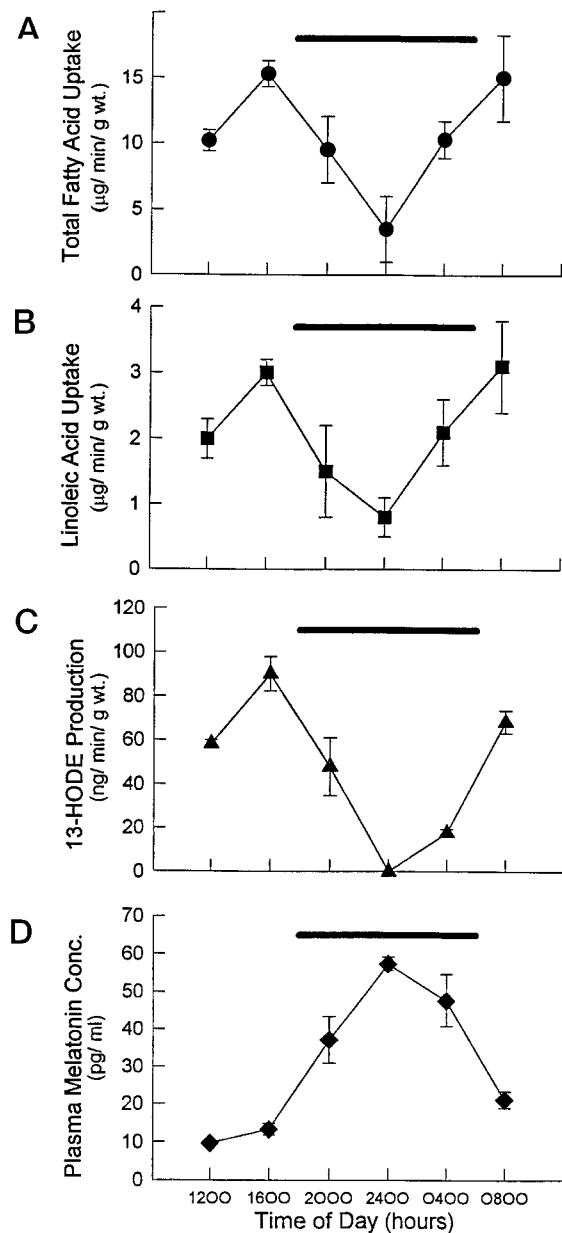 A
Total Fatty Acid Uptake
(µg/ min/ g wt.)
15
10
5
0
B
Linoleic Acid Uptake
(µg/ min/ g wt.)
4
3
2
1
0
C
13-HODE Production
(ng/ min/ g wt.)
120
100
80
60
40
20
0
D
Plasma Melatonin Conc.
(pg/ ml)
70
60
50
40
30
20
10
0
1200 1600 2000 2400 0400 0800
Time of Day (hours)